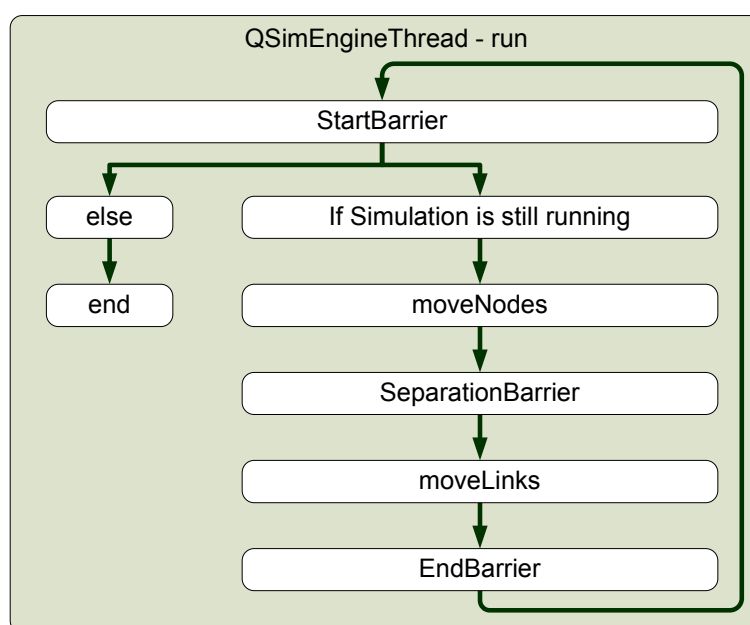 QSimEngineThread - run
StartBarrier
else
If Simulation is still running
end
moveNodes
SeparationBarrier
moveLinks
EndBarrier